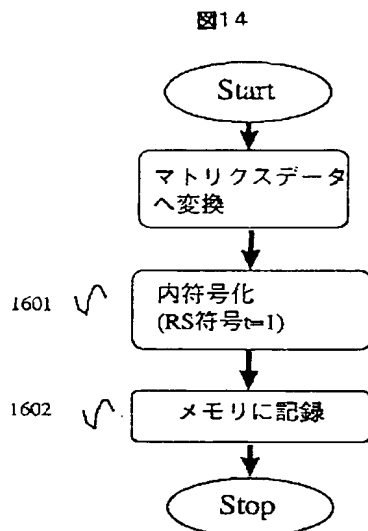 図14
Start
マトリクスデータ
へ変換
1601
内符号化
(RS符号t=1)
1602
メモリに記録
Stop